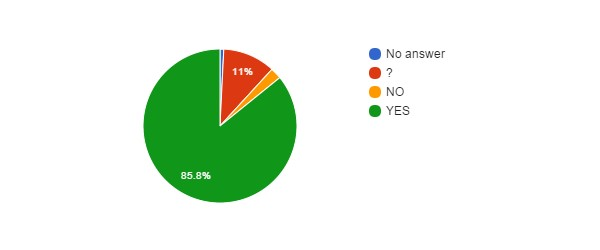 No answer
?
NO
YES
11%
85.8%